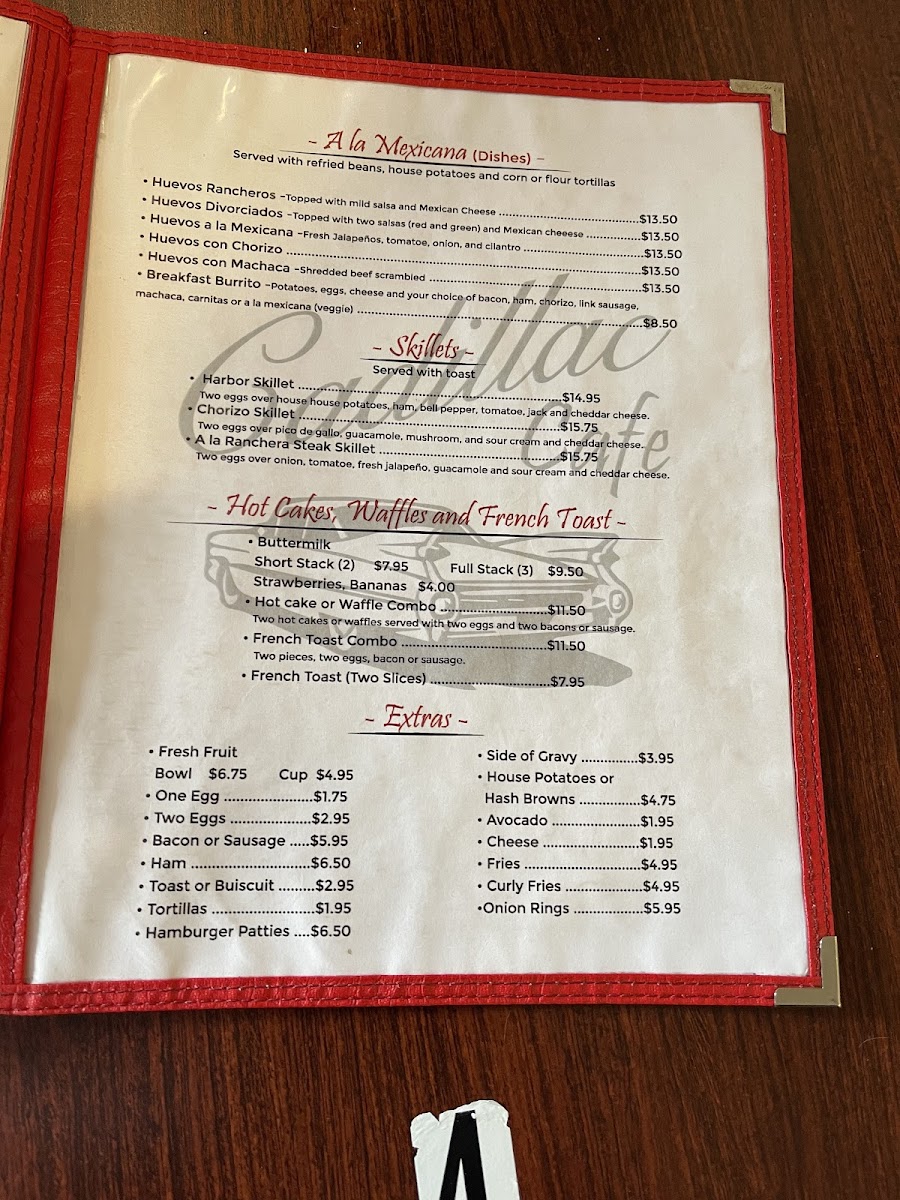 - A la Mexicana (Dishes) -
Served with refried beans, house potatoes and corn or flour tortillas
• Huevos Rancheros -Topped with mild salsa and Mexican Cheese ........................................$13.50
• Huevos Divorciados -Topped with two salsas (red and green) and Mexican cheeese ................$13.50
• Huevos a la Mexicana -Fresh Jalapeños, tomatoe, onion, and cilantro ...................................$13.50
• Huevos con Chorizo ........................................$13.50
• Huevos con Machaca -Shredded beef scrambied ........................................$13.50
• Breakfast Burrito -Potatoes, eggs, cheese and your choice of bacon, ham, chorizo, link sausage,
machaca, carnitas or a la mexicana (veggie) ........................................$8.50
Cadillac
Cafe
- Skillets -
Served with toast
• Harbor Skillet ........................................$14.95
Two eggs over house house potatoes, ham, bell pepper, tomatoe, jack and cheddar cheese.
• Chorizo Skillet ........................................$15.75
Two eggs over pico de gallo, guacamole, mushroom, and sour cream and cheddar cheese.
• A la Ranchera Steak Skillet ........................................$15.75
Two eggs over onion, tomatoe, fresh jalapeño, guacamole and sour cream and cheddar cheese.
- Hot Cakes, Waffles and French Toast -
• Buttermilk
Short Stack (2) $7.95 Full Stack (3) $9.50
Strawberries, Bananas $4.00
• Hot cake or Waffle Combo ..........................$11.50
Two hot cakes or waffles served with two eggs and two bacons or sausage.
• French Toast Combo ...................................$11.50
Two pieces, two eggs, bacon or sausage.
• French Toast (Two Slices) .............................$7.95
- Extras -
• Fresh Fruit
Bowl $6.75 Cup $4.95
• One Egg ......................$1.75
• Two Eggs ....................$2.95
• Bacon or Sausage .....$5.95
• Ham .............................$6.50
• Toast or Buiscuit .........$2.95
• Tortillas .........................$1.95
• Hamburger Patties ....$6.50
• Side of Gravy ..............$3.95
• House Potatoes or
Hash Browns ...............$4.75
• Avocado .....................$1.95
• Cheese .......................$1.95
• Fries .............................$4.95
• Curly Fries ...................$4.95
•Onion Rings .................$5.95
A